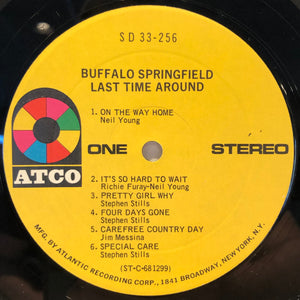 SD 33-256
BUFFALO SPRINGFIELD
LAST TIME AROUND
1. ON THE WAY HOME
Neil Young
ATCO
ONE
STEREO
2. IT'S SO HARD TO WAIT
Richie Furay-Neil Young
3. PRETTY GIRL WHY
Stephen Stills
4. FOUR DAYS GONE
Stephen Stills
5. CAREFREE COUNTRY DAY
Jim Messina
6. SPECIAL CARE
Stephen Stills
(ST-C-681299)
MFG. BY ATLANTIC RECORDING CORP., 1841 BROADWAY, NEW YORK, N.Y.